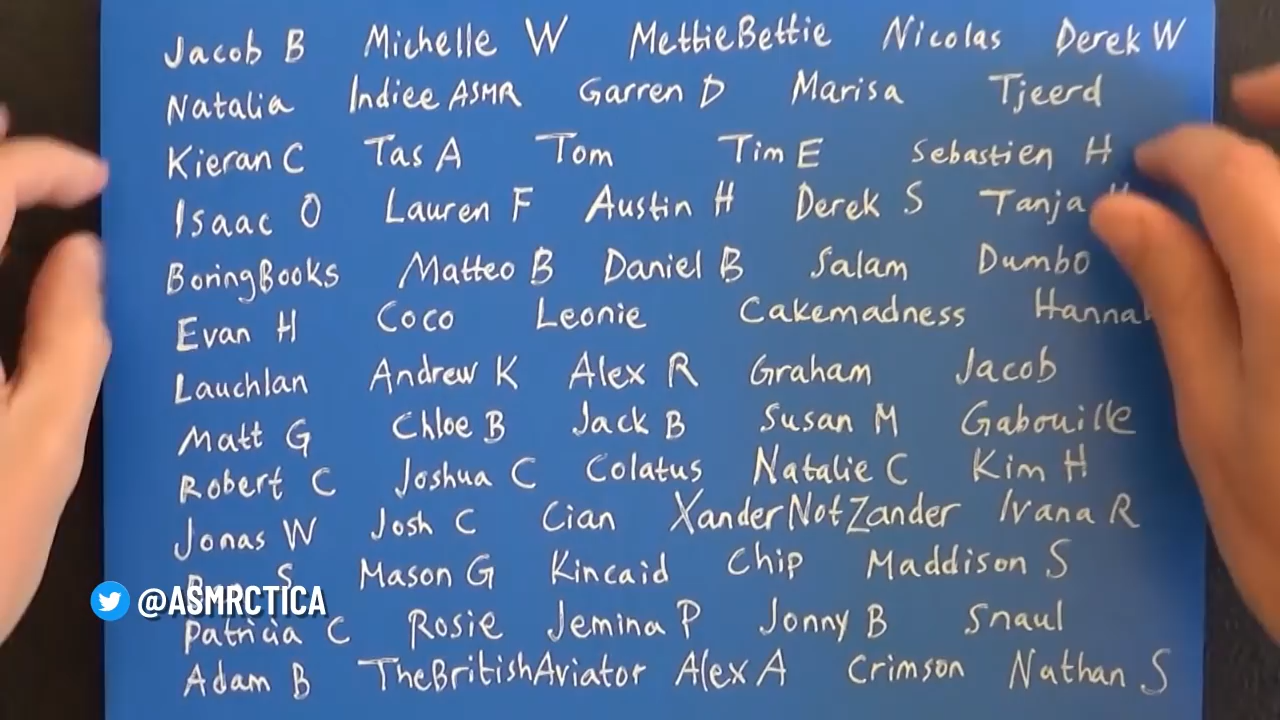 Jacob B Michelle W MettieBettie Nicolas Derek W
Natalia Indiee ASMR Garren D Marisa Tjeerd
Kieran C Tas A Tom Tim E Sebastien H
Isaac O Lauren F Austin H Derek S Tanja H
BoringBooks Matteo B Daniel B Salam Dumbo
Evan H Coco Leonie Cakemadness Hannah
Lauchlan Andrew K Alex R Graham Jacob
Matt G Chloe B Jack B Susan M Gabouille
Robert C Joshua C Colatus Natalie C Kim H
Jonas W Josh C Cian XanderNotZander Ivana R
S Mason G Kincaid Chip Maddison S
@ASMRCTICA
Patricia C Rosie Jemina P Jonny B Snaul
Adam B TheBritishAviator Alex A Crimson Nathan S